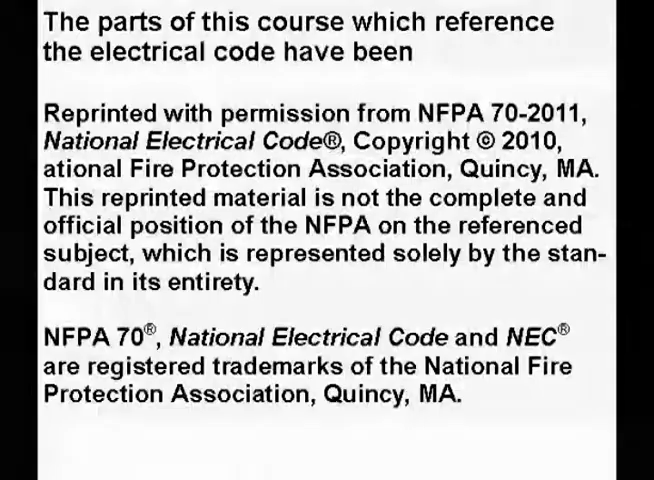 The parts of this course which reference
the electrical code have been
Reprinted with permission from NFPA 70-2011,
National Electrical Code®, Copyright © 2010,
ational Fire Protection Association, Quincy, MA.
This reprinted material is not the complete and
official position of the NFPA on the referenced
subject, which is represented solely by the stan-
dard in its entirety.
NFPA 70®, National Electrical Code and NEC®
are registered trademarks of the National Fire
Protection Association, Quincy, MA.